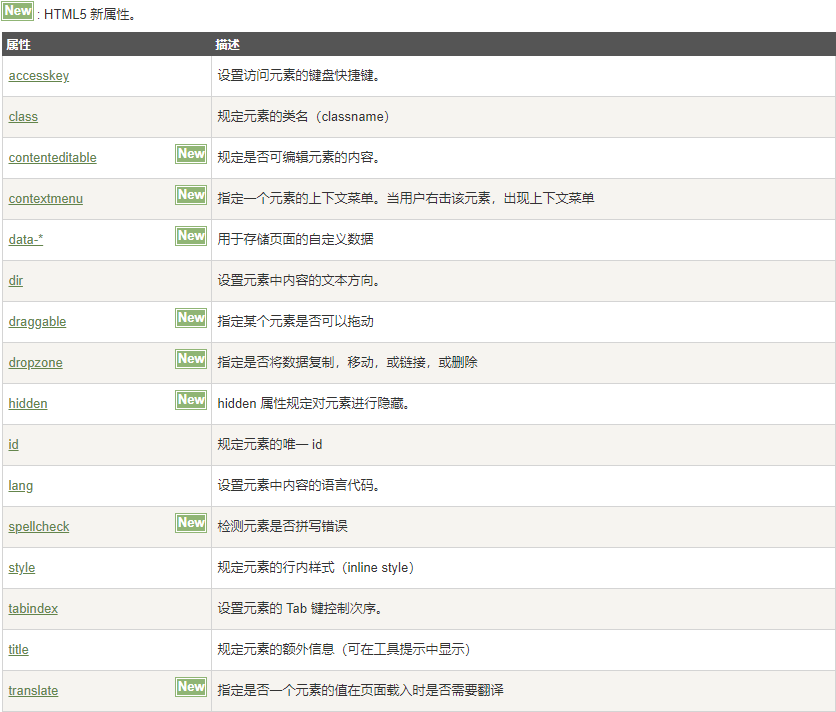 New : HTML5 新属性。
属性 描述
accesskey 设置访问元素的键盘快捷键。
class 规定元素的类名（classname）
contenteditable New 规定是否可编辑元素的内容。
contextmenu New 指定一个元素的上下文菜单。当用户右击该元素，出现上下文菜单
data-* New 用于存储页面的自定义数据
dir 设置元素中内容的文本方向。
draggable New 指定某个元素是否可以拖动
dropzone New 指定是否将数据复制，移动，或链接，或删除
hidden New hidden 属性规定对元素进行隐藏。
id 规定元素的唯一 id
lang 设置元素中内容的语言代码。
spellcheck New 检测元素是否拼写错误
style 规定元素的行内样式（inline style）
tabindex 设置元素的 Tab 键控制次序。
title 规定元素的额外信息（可在工具提示中显示）
translate New 指定是否一个元素的值在页面载入时是否需要翻译